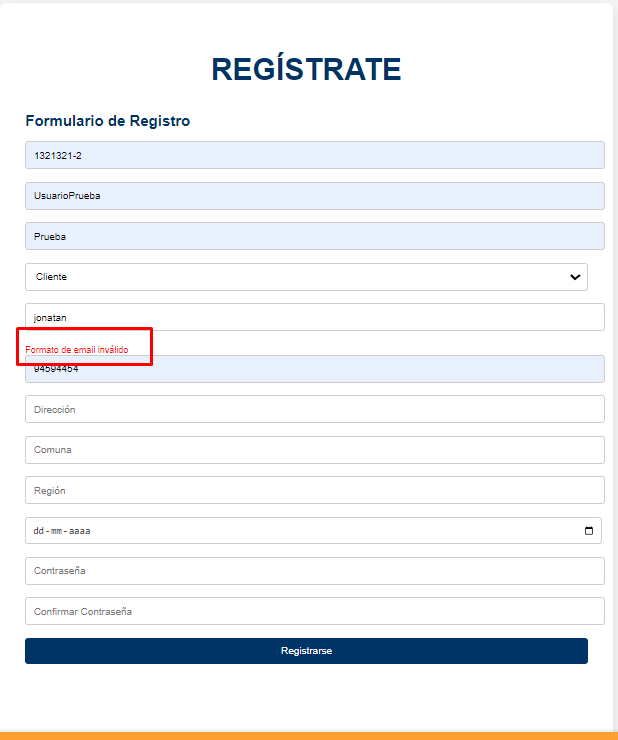 REGÍSTRATE
Formulario de Registro
1321321-2
UsuarioPrueba
Prueba
Cliente
jonatan
Formato de email inválido
94594454
Dirección
Comuna
Región
dd-mm-aaaa
Contraseña
Confirmar Contraseña
Registrarse